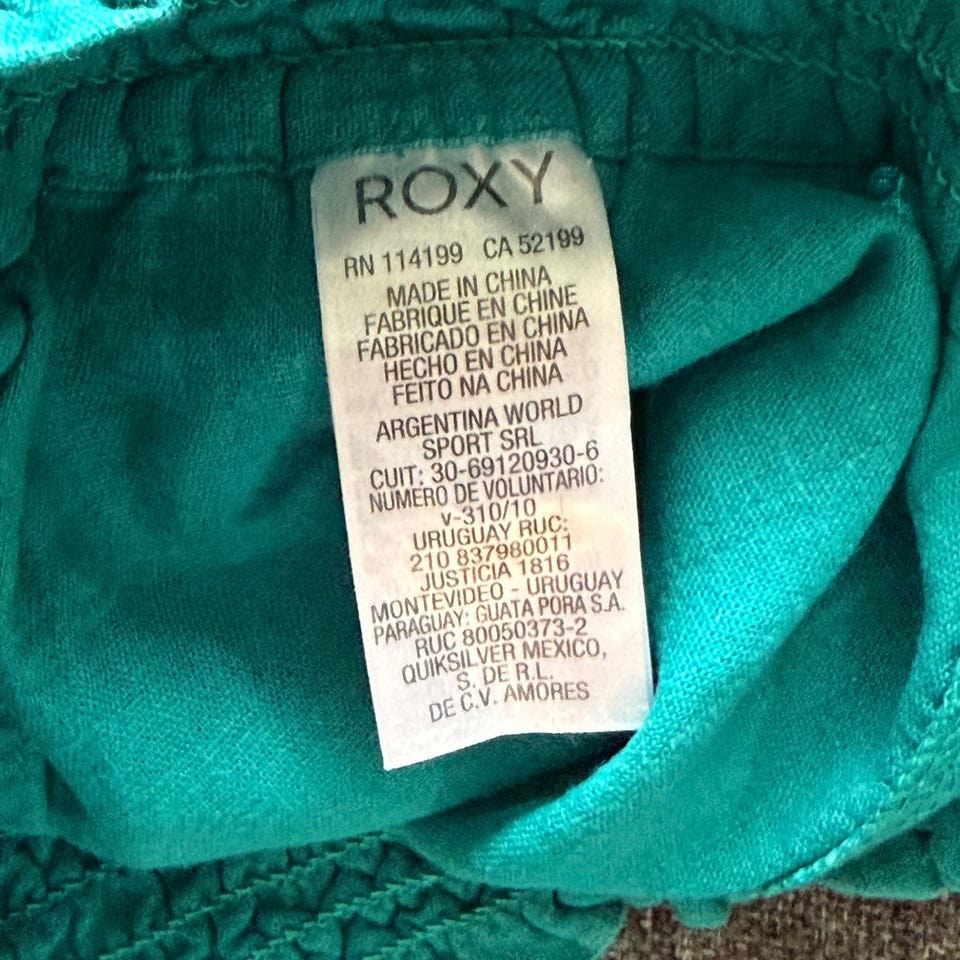 ROXY
RN 114199 CA 52199
MADE IN CHINA
FABRIQUE EN CHINE
FABRICADO EN CHINA
HECHO EN CHINA
FEITO NA CHINA
ARGENTINA WORLD
SPORT SRL
CUIT: 30-69120930-6
NUMERO DE VOLUNTARIO:
v-310/10
URUGUAY RUC:
210 837980011
JUSTICIA 1816
MONTEVIDEO - URUGUAY
PARAGUAY: GUATA PORA S.A.
RUC 80050373-2
QUIKSILVER MEXICO,
S. DE R.L.
DE C.V. AMORES